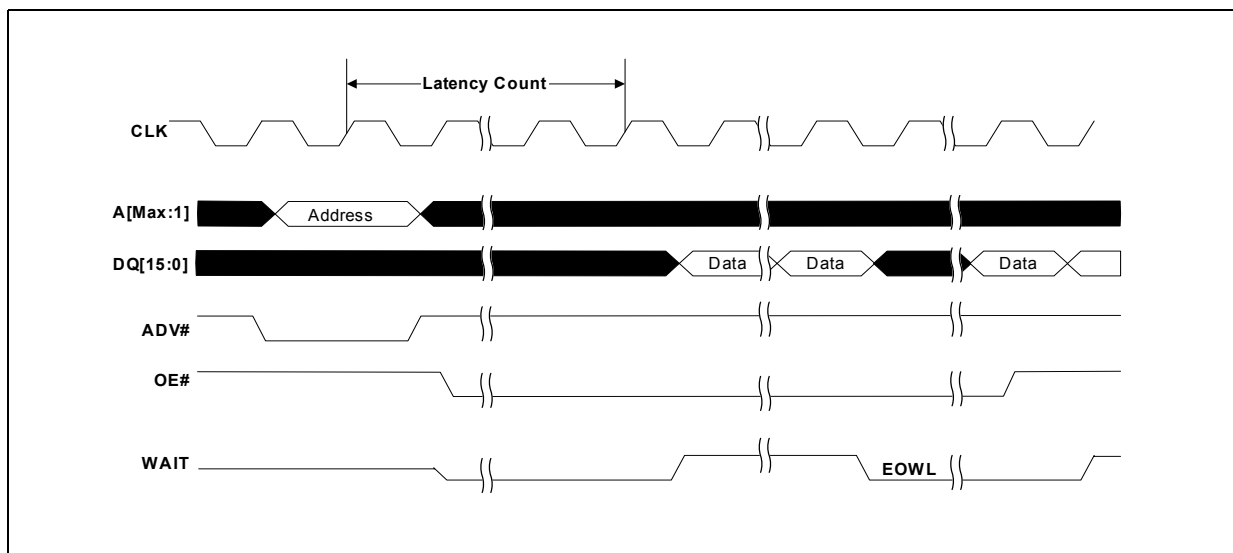 Latency Count
CLK
A[Max:1]
Address
DQ[15:0]
Data
Data
Data
ADV#
OE#
WAIT
EOWL